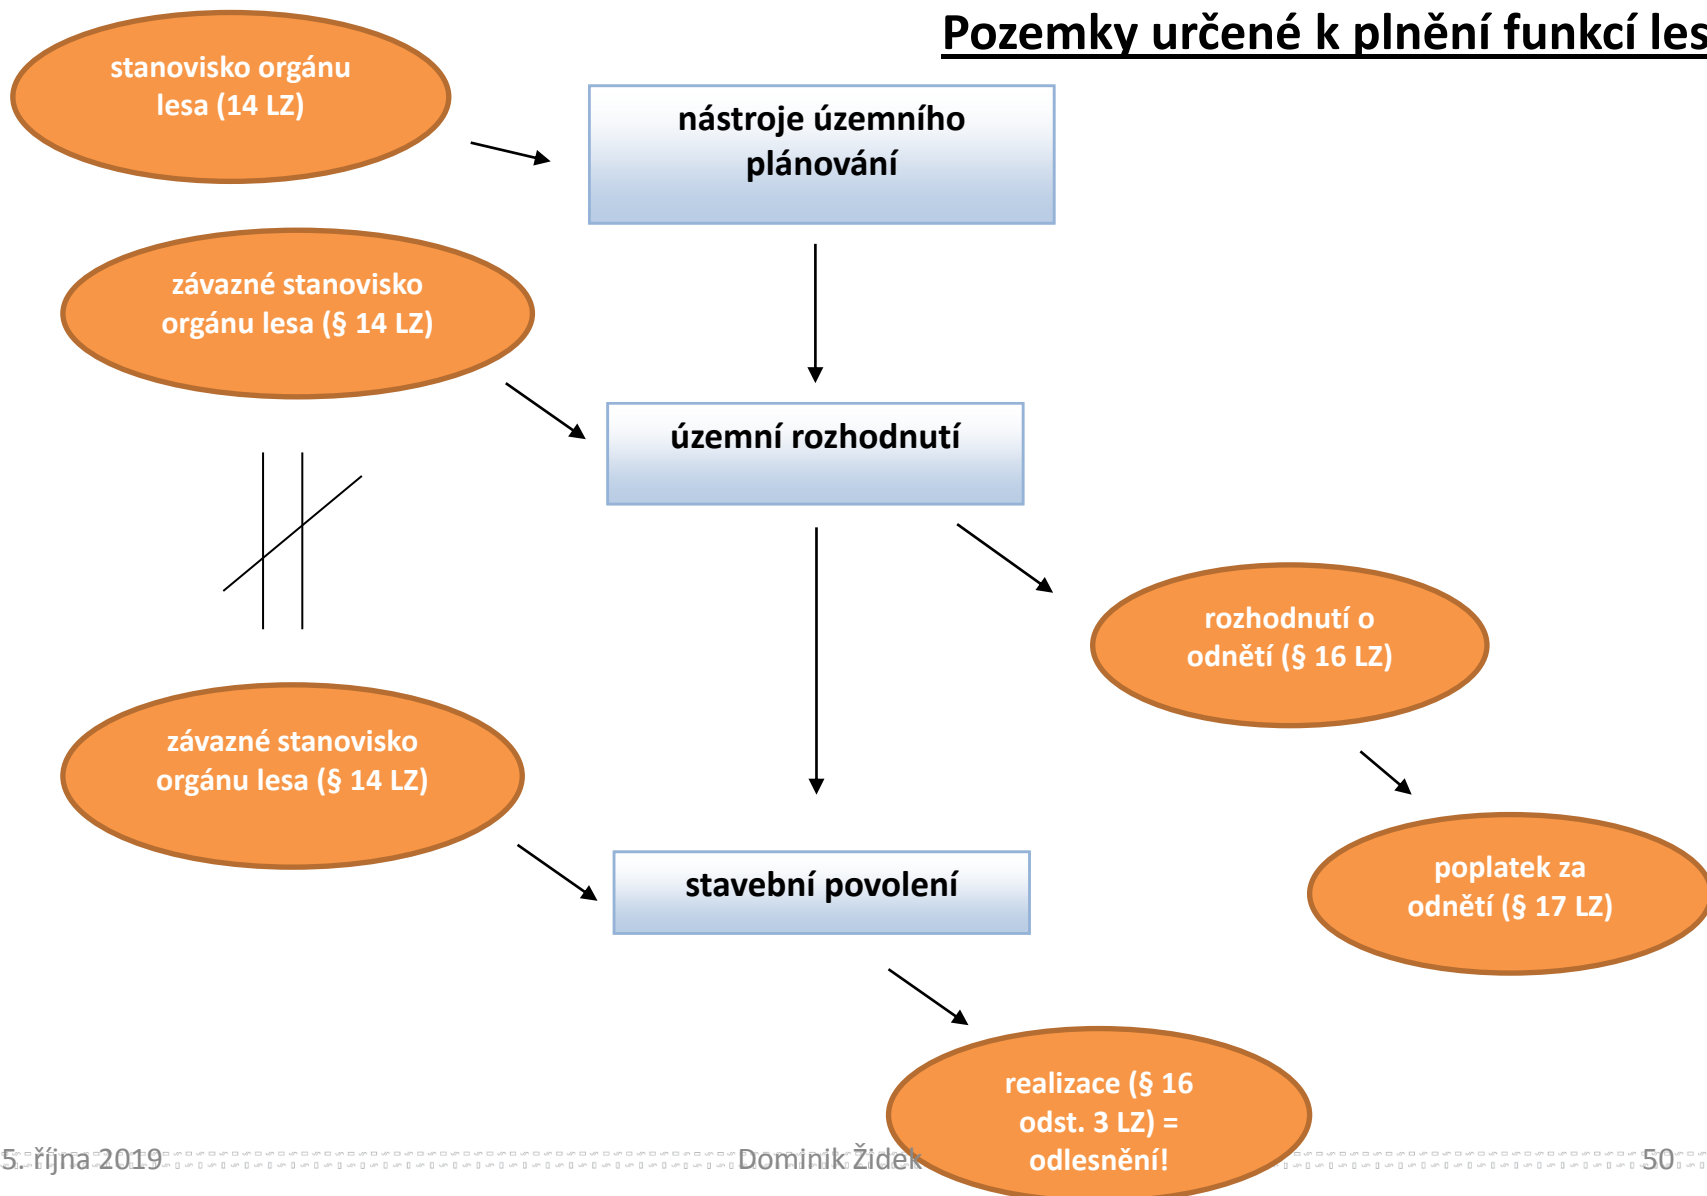 Pozemky určené k plnění funkcí les
stanovisko orgánu
lesa (14 LZ)
nástroje územního
plánování
závazné stanovisko
orgánu lesa (§ 14 LZ)
územní rozhodnutí
rozhodnutí o
odnětí (§ 16 LZ)
závazné stanovisko
orgánu lesa (§ 14 LZ)
stavební povolení
poplatek za
odnětí (§ 17 LZ)
realizace (§ 16
odst. 3 LZ) =
odlesnění!
5. října 2019
Dominik Židek
50